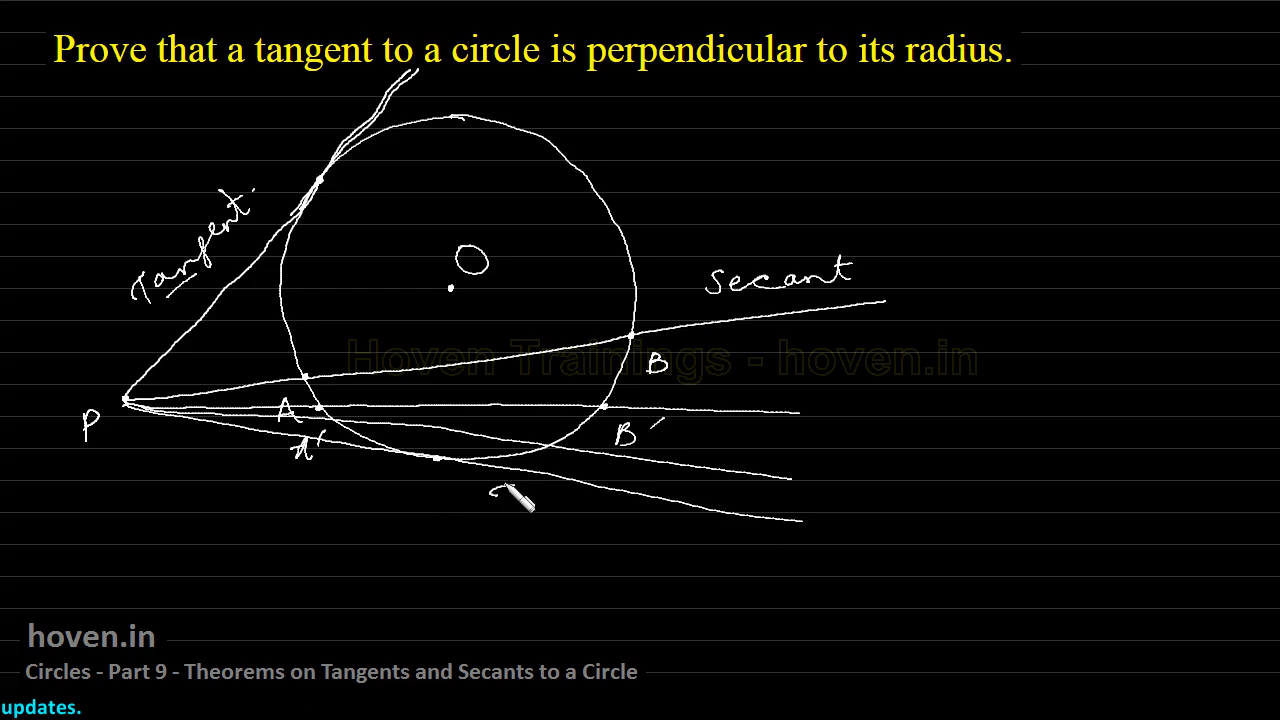 Prove that a tangent to a circle is perpendicular to its radius.
Tangent
O
secant
Hoven Trainings - hoven.in
B
P
A
B'
A'
hoven.in
Circles - Part 9 - Theorems on Tangents and Secants to a Circle
updates.